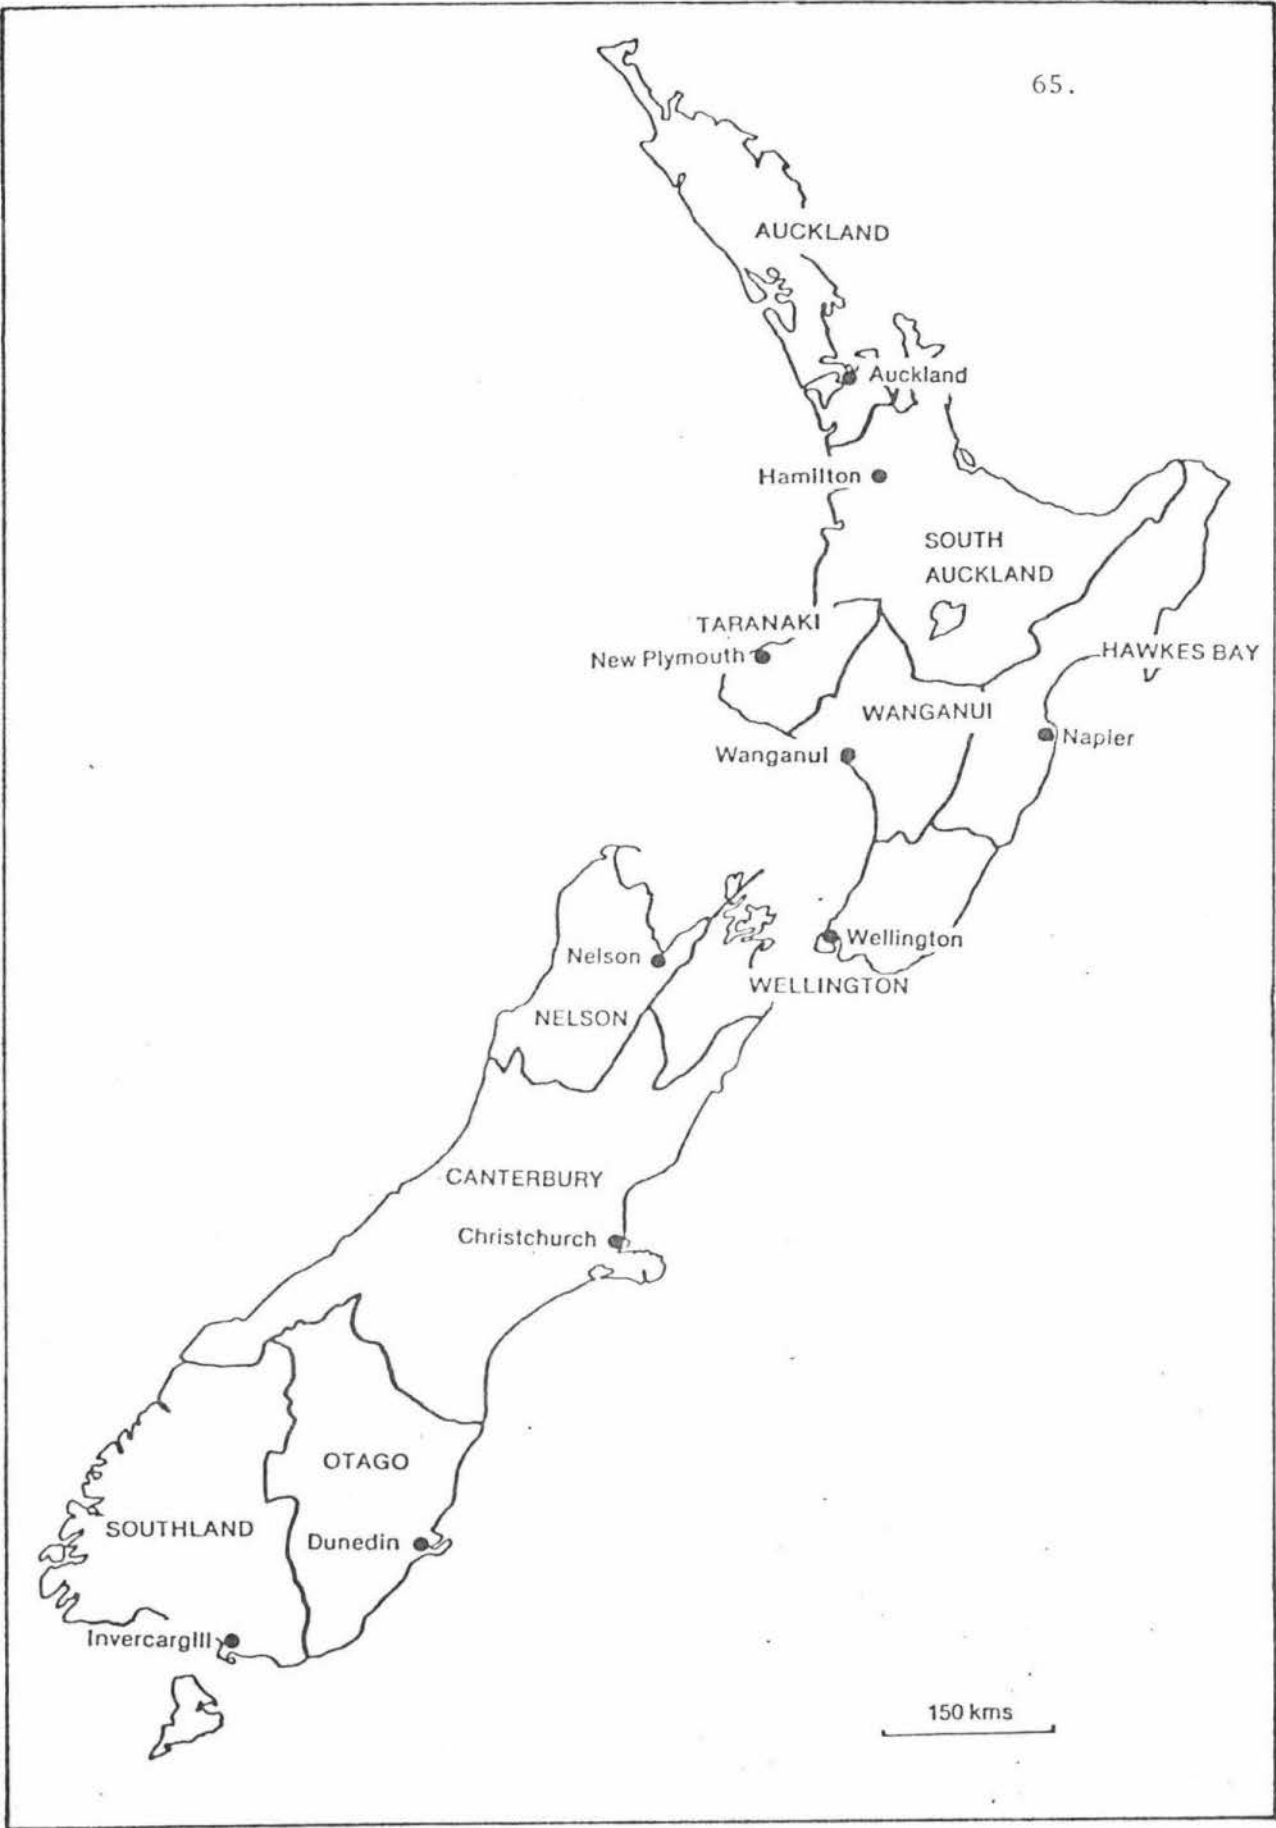 65.
AUCKLAND
Auckland
Hamilton
SOUTH
AUCKLAND
TARANAKI
New Plymouth
HAWKES BAY
WANGANUI
Napier
Wanganui
Nelson
Wellington
WELLINGTON
NELSON
CANTERBURY
Christchurch
OTAGO
SOUTHLAND
Dunedin
Invercargill
150 kms